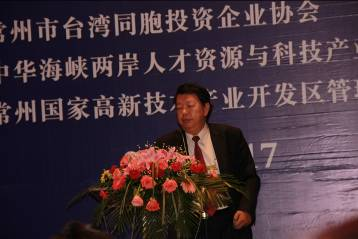 常州市台湾同胞投资企业协会
中华海峡两岸人才资源与科技产
常州国家高新技 产业开发区管理
17